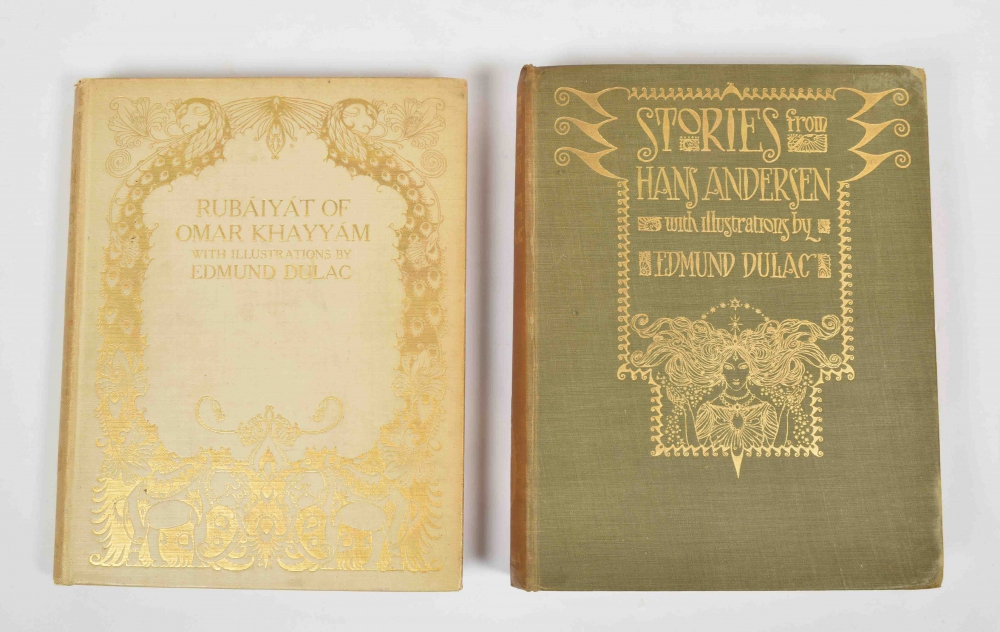 RUBÁIYÁT OF
OMAR KHAYYÁM
WITH ILLUSTRATIONS BY
EDMUND DULAC
STORIES from
HANS ANDERSEN
with illustrations by
EDMUND DULAC